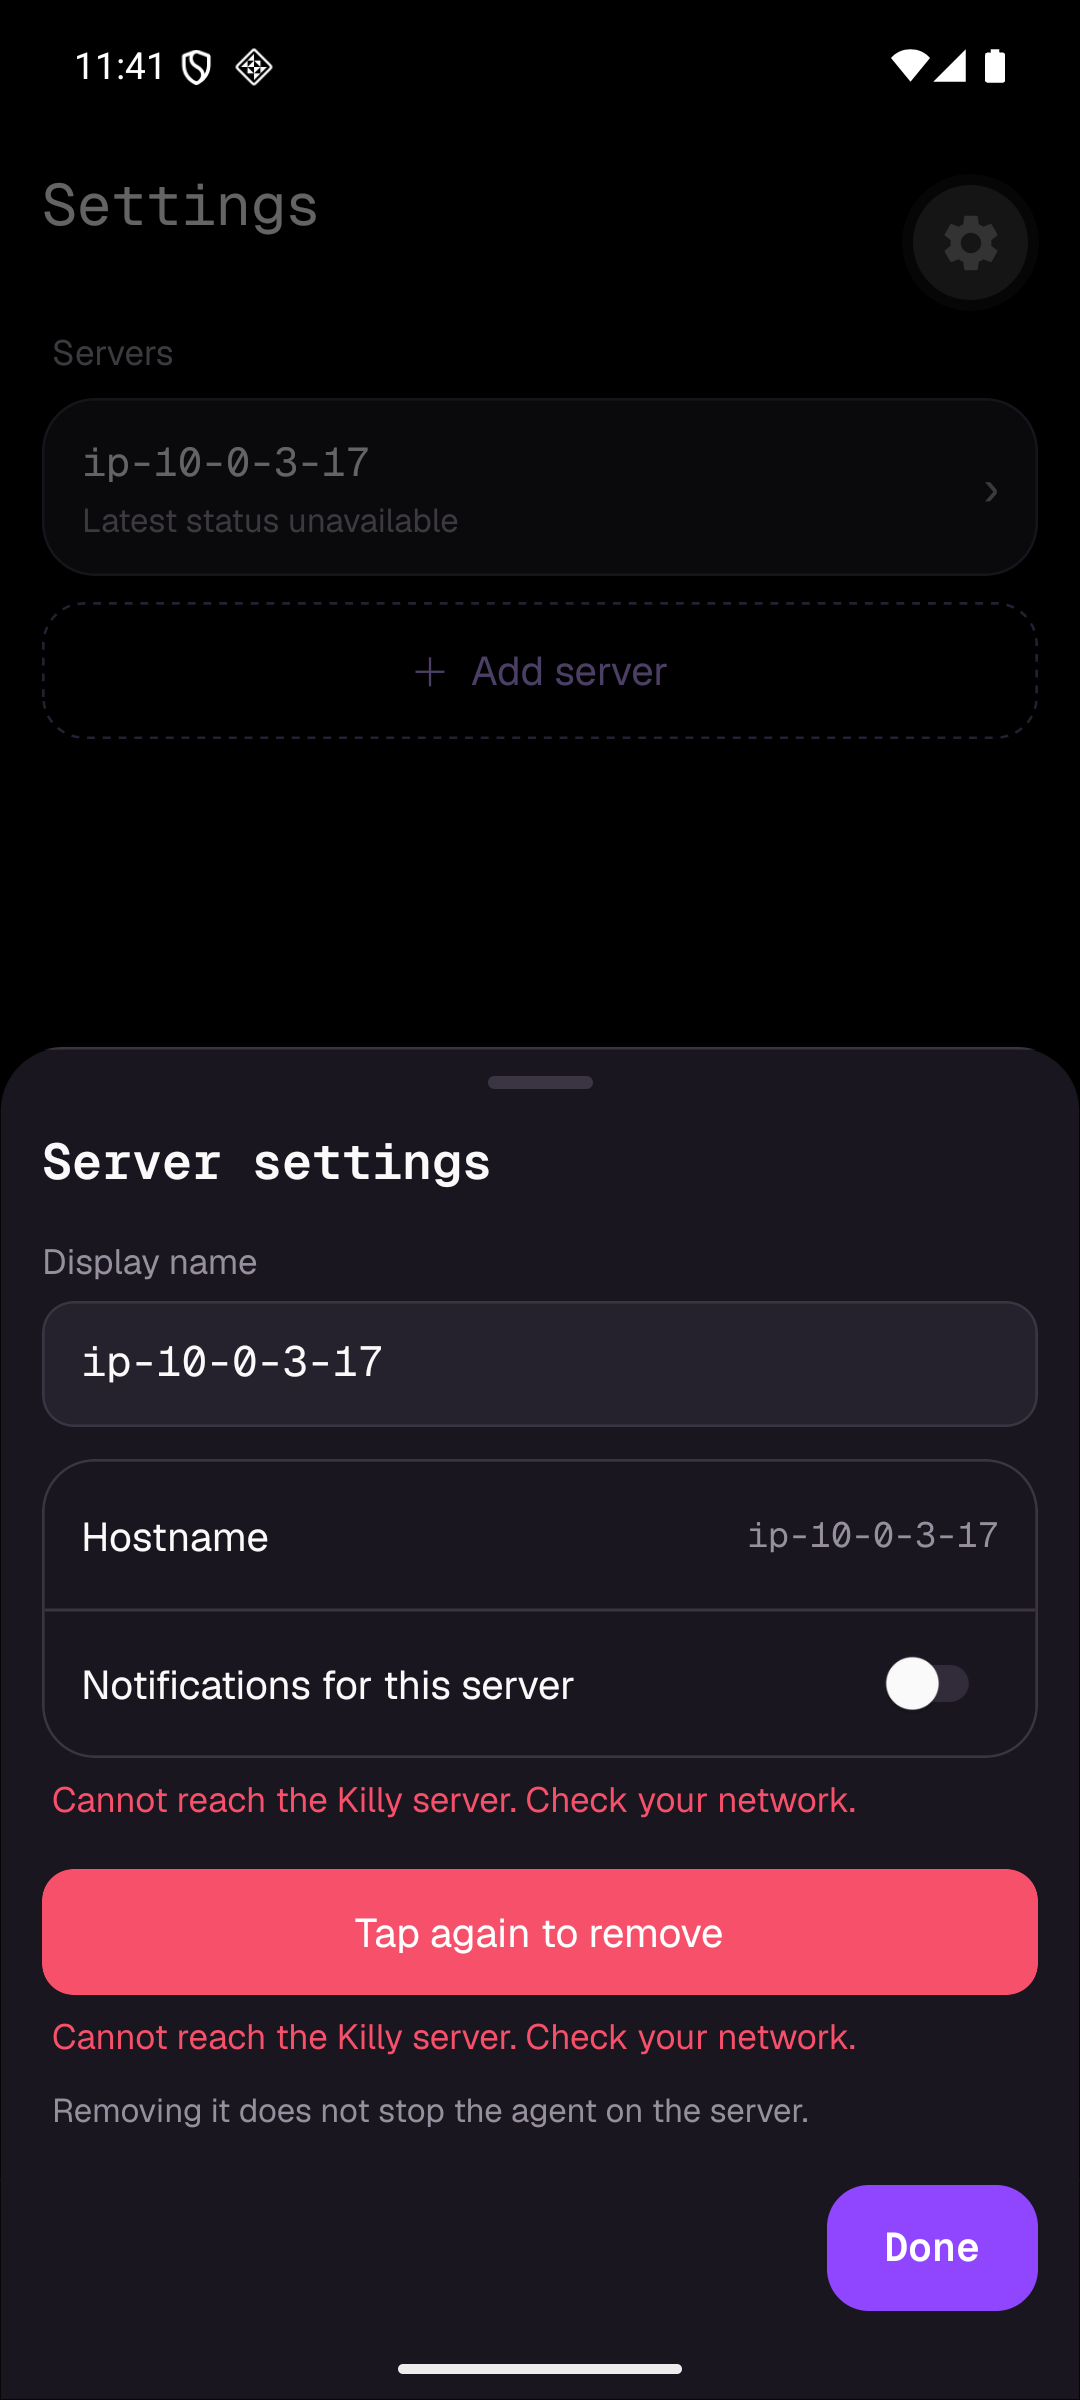 11:41
Settings
Servers
ip-10-0-3-17
Latest status unavailable
›
+ Add server
Server settings
Display name
ip-10-0-3-17
Hostname ip-10-0-3-17
Notifications for this server
Cannot reach the Killy server. Check your network.
Tap again to remove
Cannot reach the Killy server. Check your network.
Removing it does not stop the agent on the server.
Done